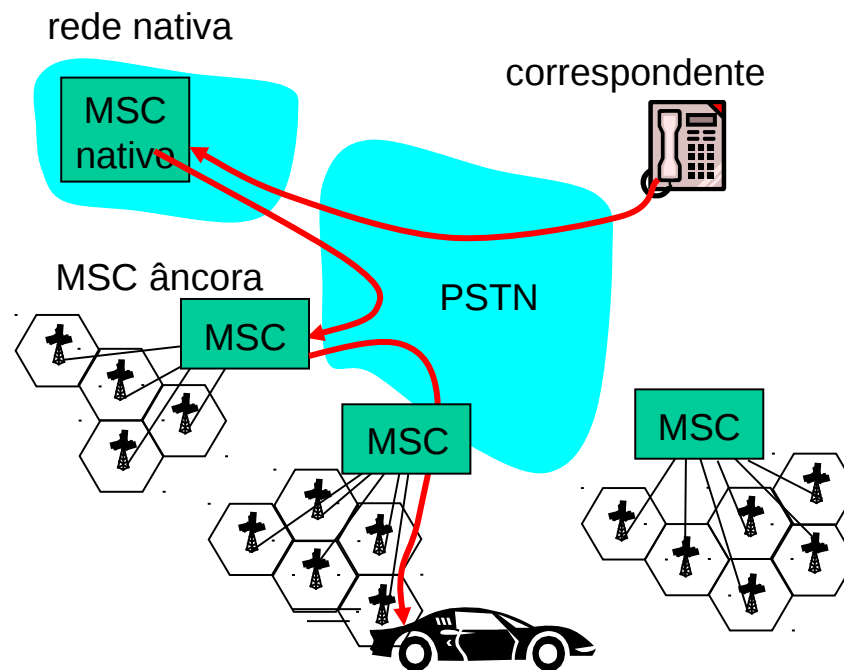 rede nativa
correspondente
MSC
nativo
PSTN
MSC âncora
MSC
MSC
MSC